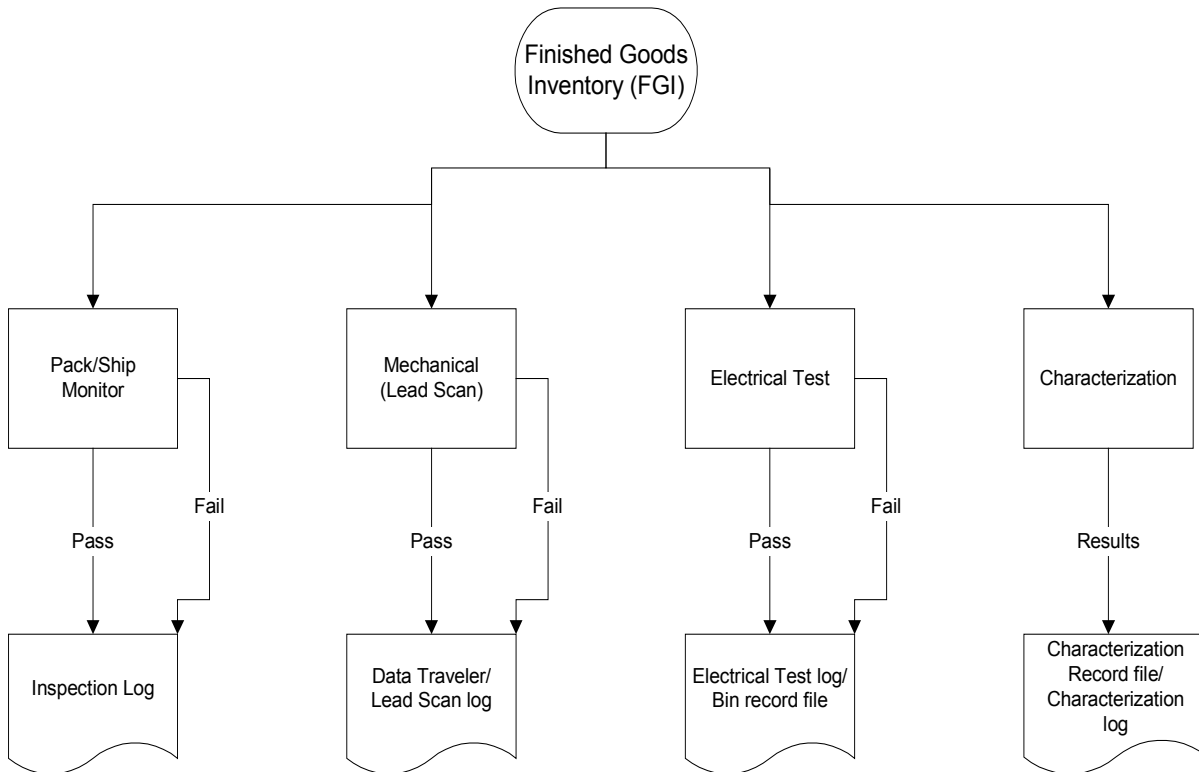 Finished Goods
Inventory (FGI)
Pack/Ship
Monitor
Mechanical
(Lead Scan)
Electrical Test
Characterization
Fail
Fail
Fail
Pass
Pass
Pass
Results
Inspection Log
Data Traveler/
Lead Scan log
Electrical Test log/
Bin record file
Characterization
Record file/
Characterization
log